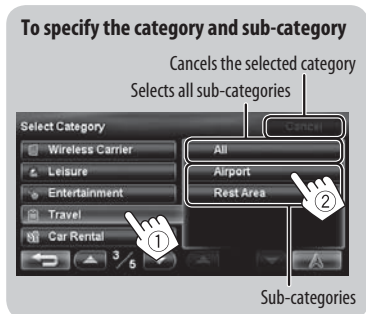 To specify the category and sub-category
Cancels the selected category
Selects all sub-categories
Select Category
Cancel
Wireless Carrier
All
Leisure
Airport
Entertainment
Rest Area
Travel
Car Rental
3/6
1
2
Sub-categories